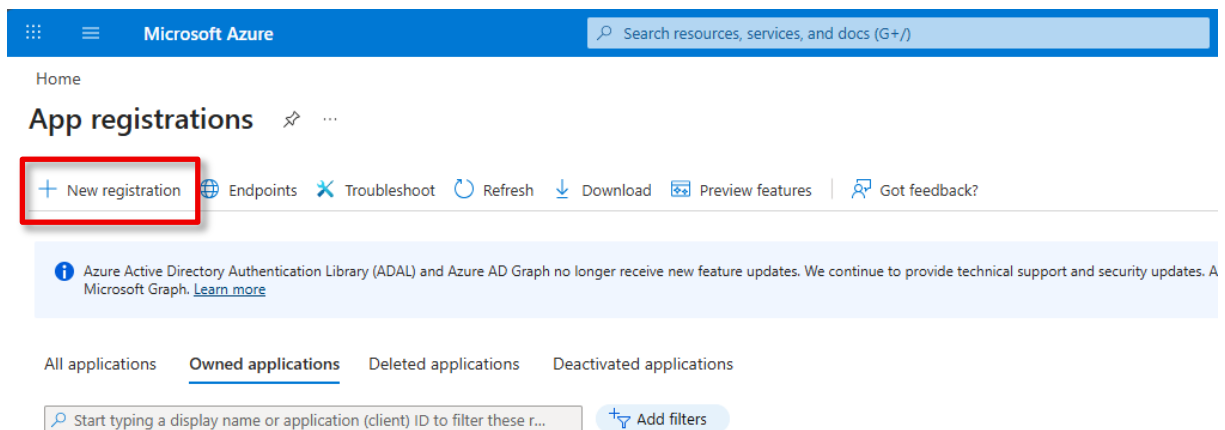 Microsoft Azure
Search resources, services, and docs (G+/)
Home
App registrations
New registration Endpoints Troubleshoot Refresh Download Preview features Got feedback?
Azure Active Directory Authentication Library (ADAL) and Azure AD Graph no longer receive new feature updates. We continue to provide technical support and security updates. A
Microsoft Graph. Learn more
All applications Owned applications Deleted applications Deactivated applications
Start typing a display name or application (client) ID to filter these r...
Add filters